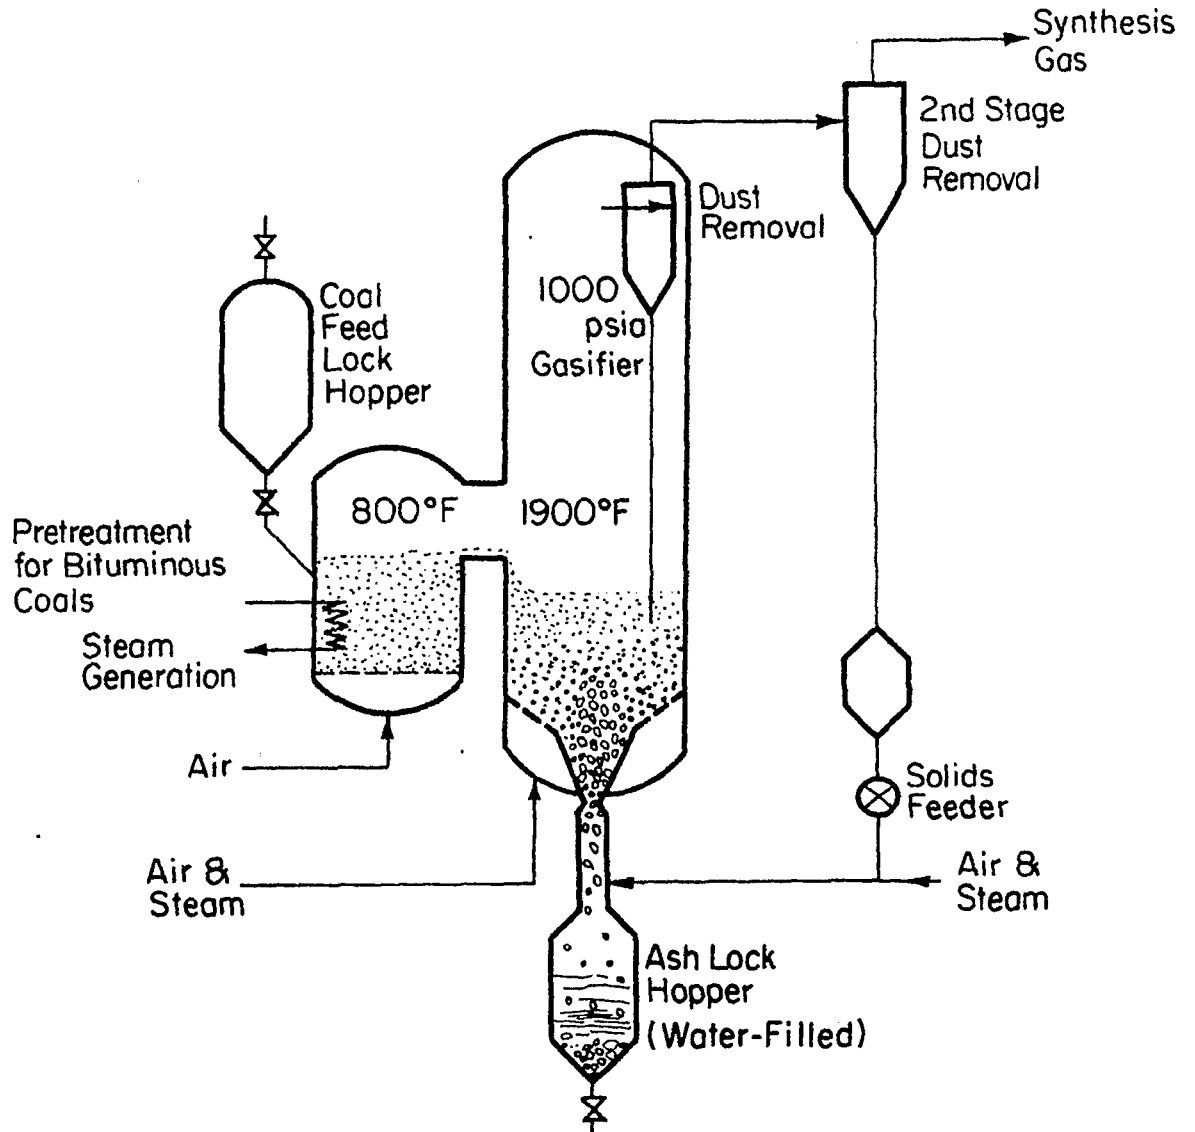 Synthesis
Gas
2nd Stage
Dust
Removal
Dust
Removal
Coal
Feed
Lock
Hopper
1000
psia
Gasifier
800°F
1900°F
Pretreatment
for Bituminous
Coals
Steam
Generation
Air
Solids
Feeder
Air &
Steam
Air &
Steam
Ash Lock
Hopper
(Water-Filled)